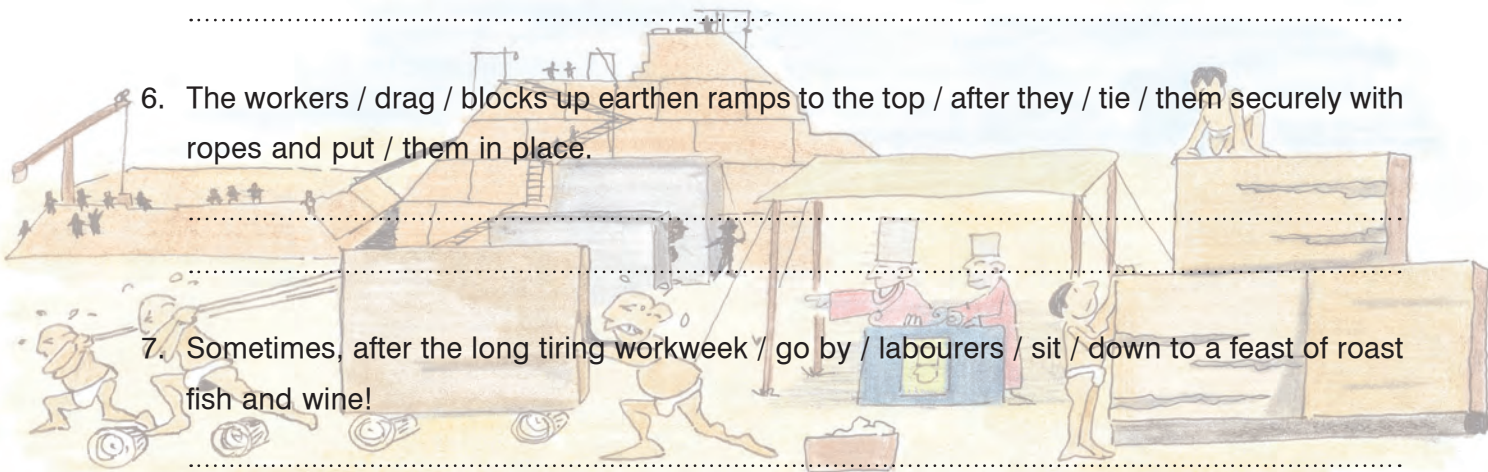 6. The workers / drag / blocks up earthen ramps to the top / after they / tie / them securely with
ropes and put / them in place.
7. Sometimes, after the long tiring workweek / go by / labourers / sit / down to a feast of roast
fish and wine!